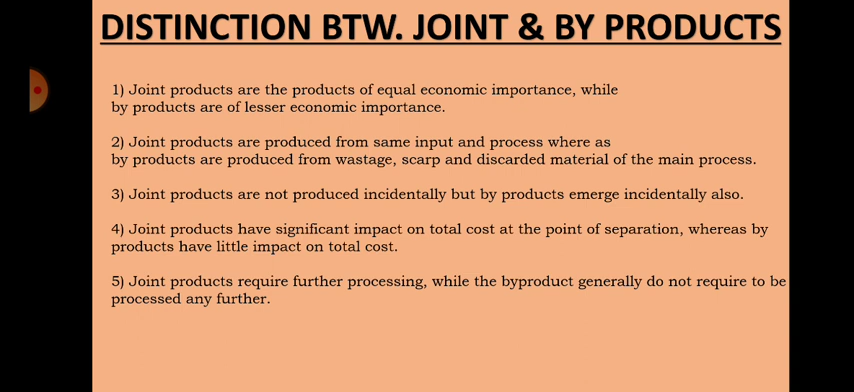 DISTINCTION BTW. JOINT & BY PRODUCTS
1) Joint products are the products of equal economic importance, while
by products are of lesser economic importance.
2) Joint products are produced from same input and process where as
by products are produced from wastage, scarp and discarded material of the main process.
3) Joint products are not produced incidentally but by products emerge incidentally also.
4) Joint products have significant impact on total cost at the point of separation, whereas by
products have little impact on total cost.
5) Joint products require further processing, while the byproduct generally do not require to be
processed any further.